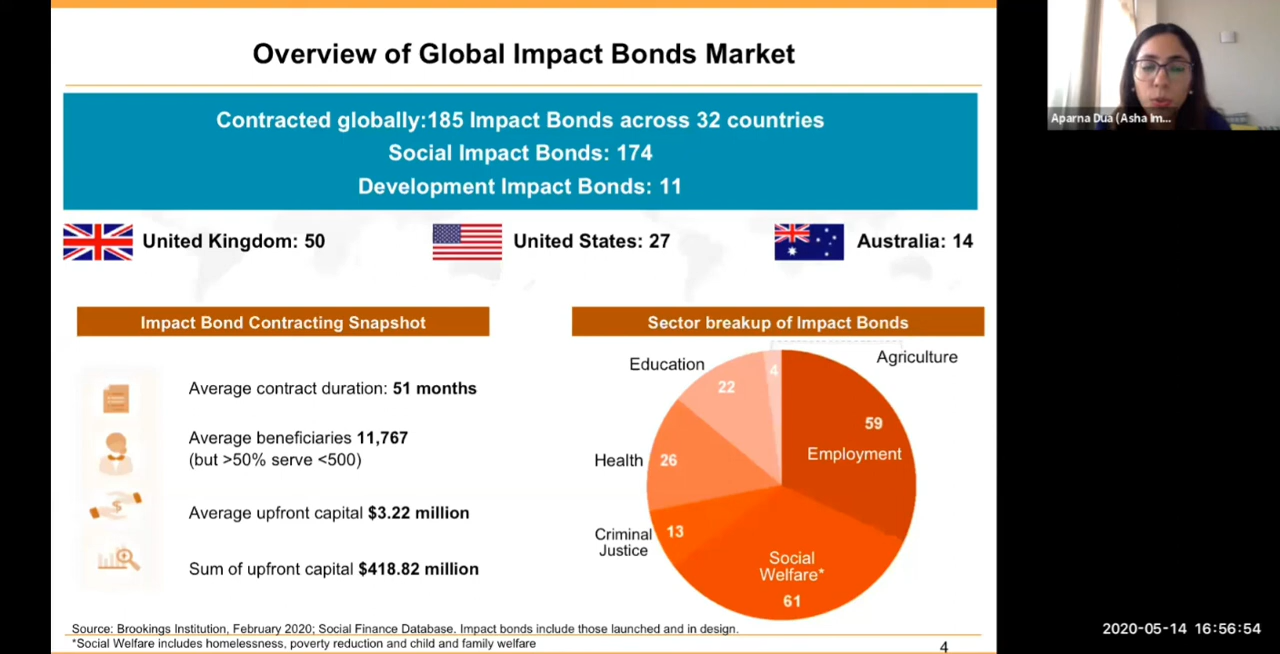 Overview of Global Impact Bonds Market
Contracted globally:185 Impact Bonds across 32 countries
Social Impact Bonds: 174
Development Impact Bonds: 11
United Kingdom: 50
United States: 27
Australia: 14
Impact Bond Contracting Snapshot
Average contract duration: 51 months
Average beneficiaries 11,767
(but >50% serve <500)
Average upfront capital $3.22 million
Sum of upfront capital $418.82 million
Sector breakup of Impact Bonds
Agriculture
4
Education
22
59
Employment
Health
26
Criminal
Justice
13
Social
Welfare*
61
Source: Brookings Institution, February 2020; Social Finance Database. Impact bonds include those launched and in design.
*Social Welfare includes homelessness, poverty reduction and child and family welfare
4
Aparna Dua (Asha Im...
2020-05-14 16:56:54